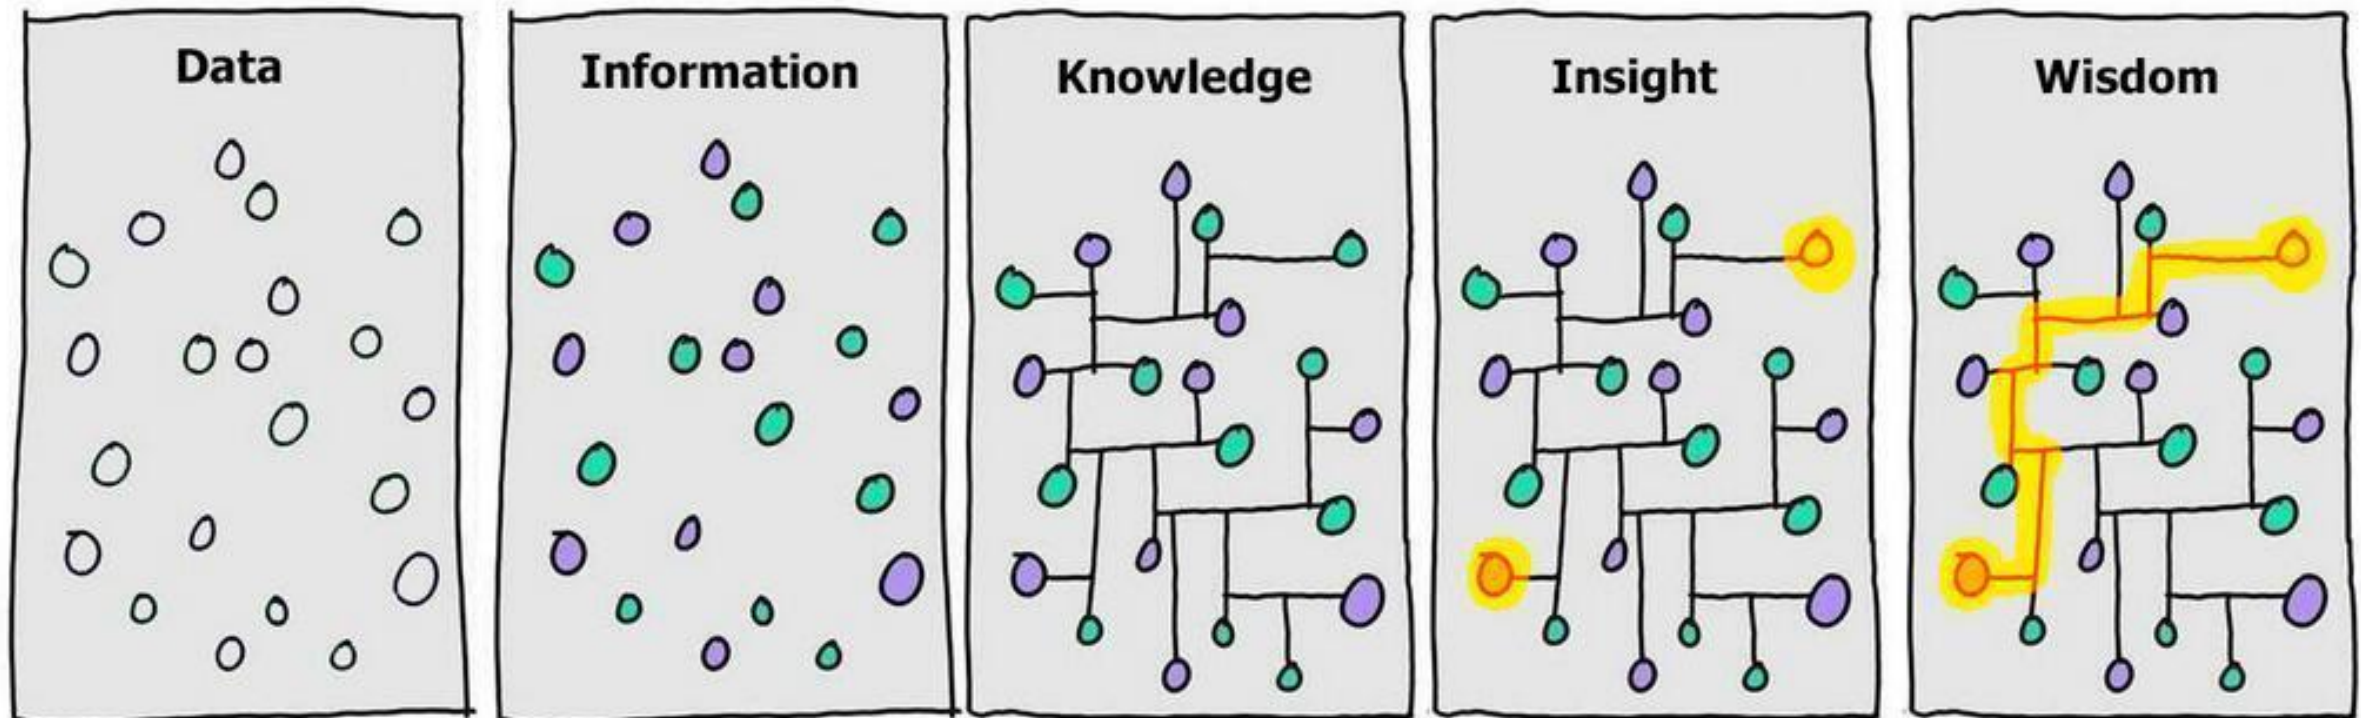 Data
Information
Knowledge
Insight
Wisdom